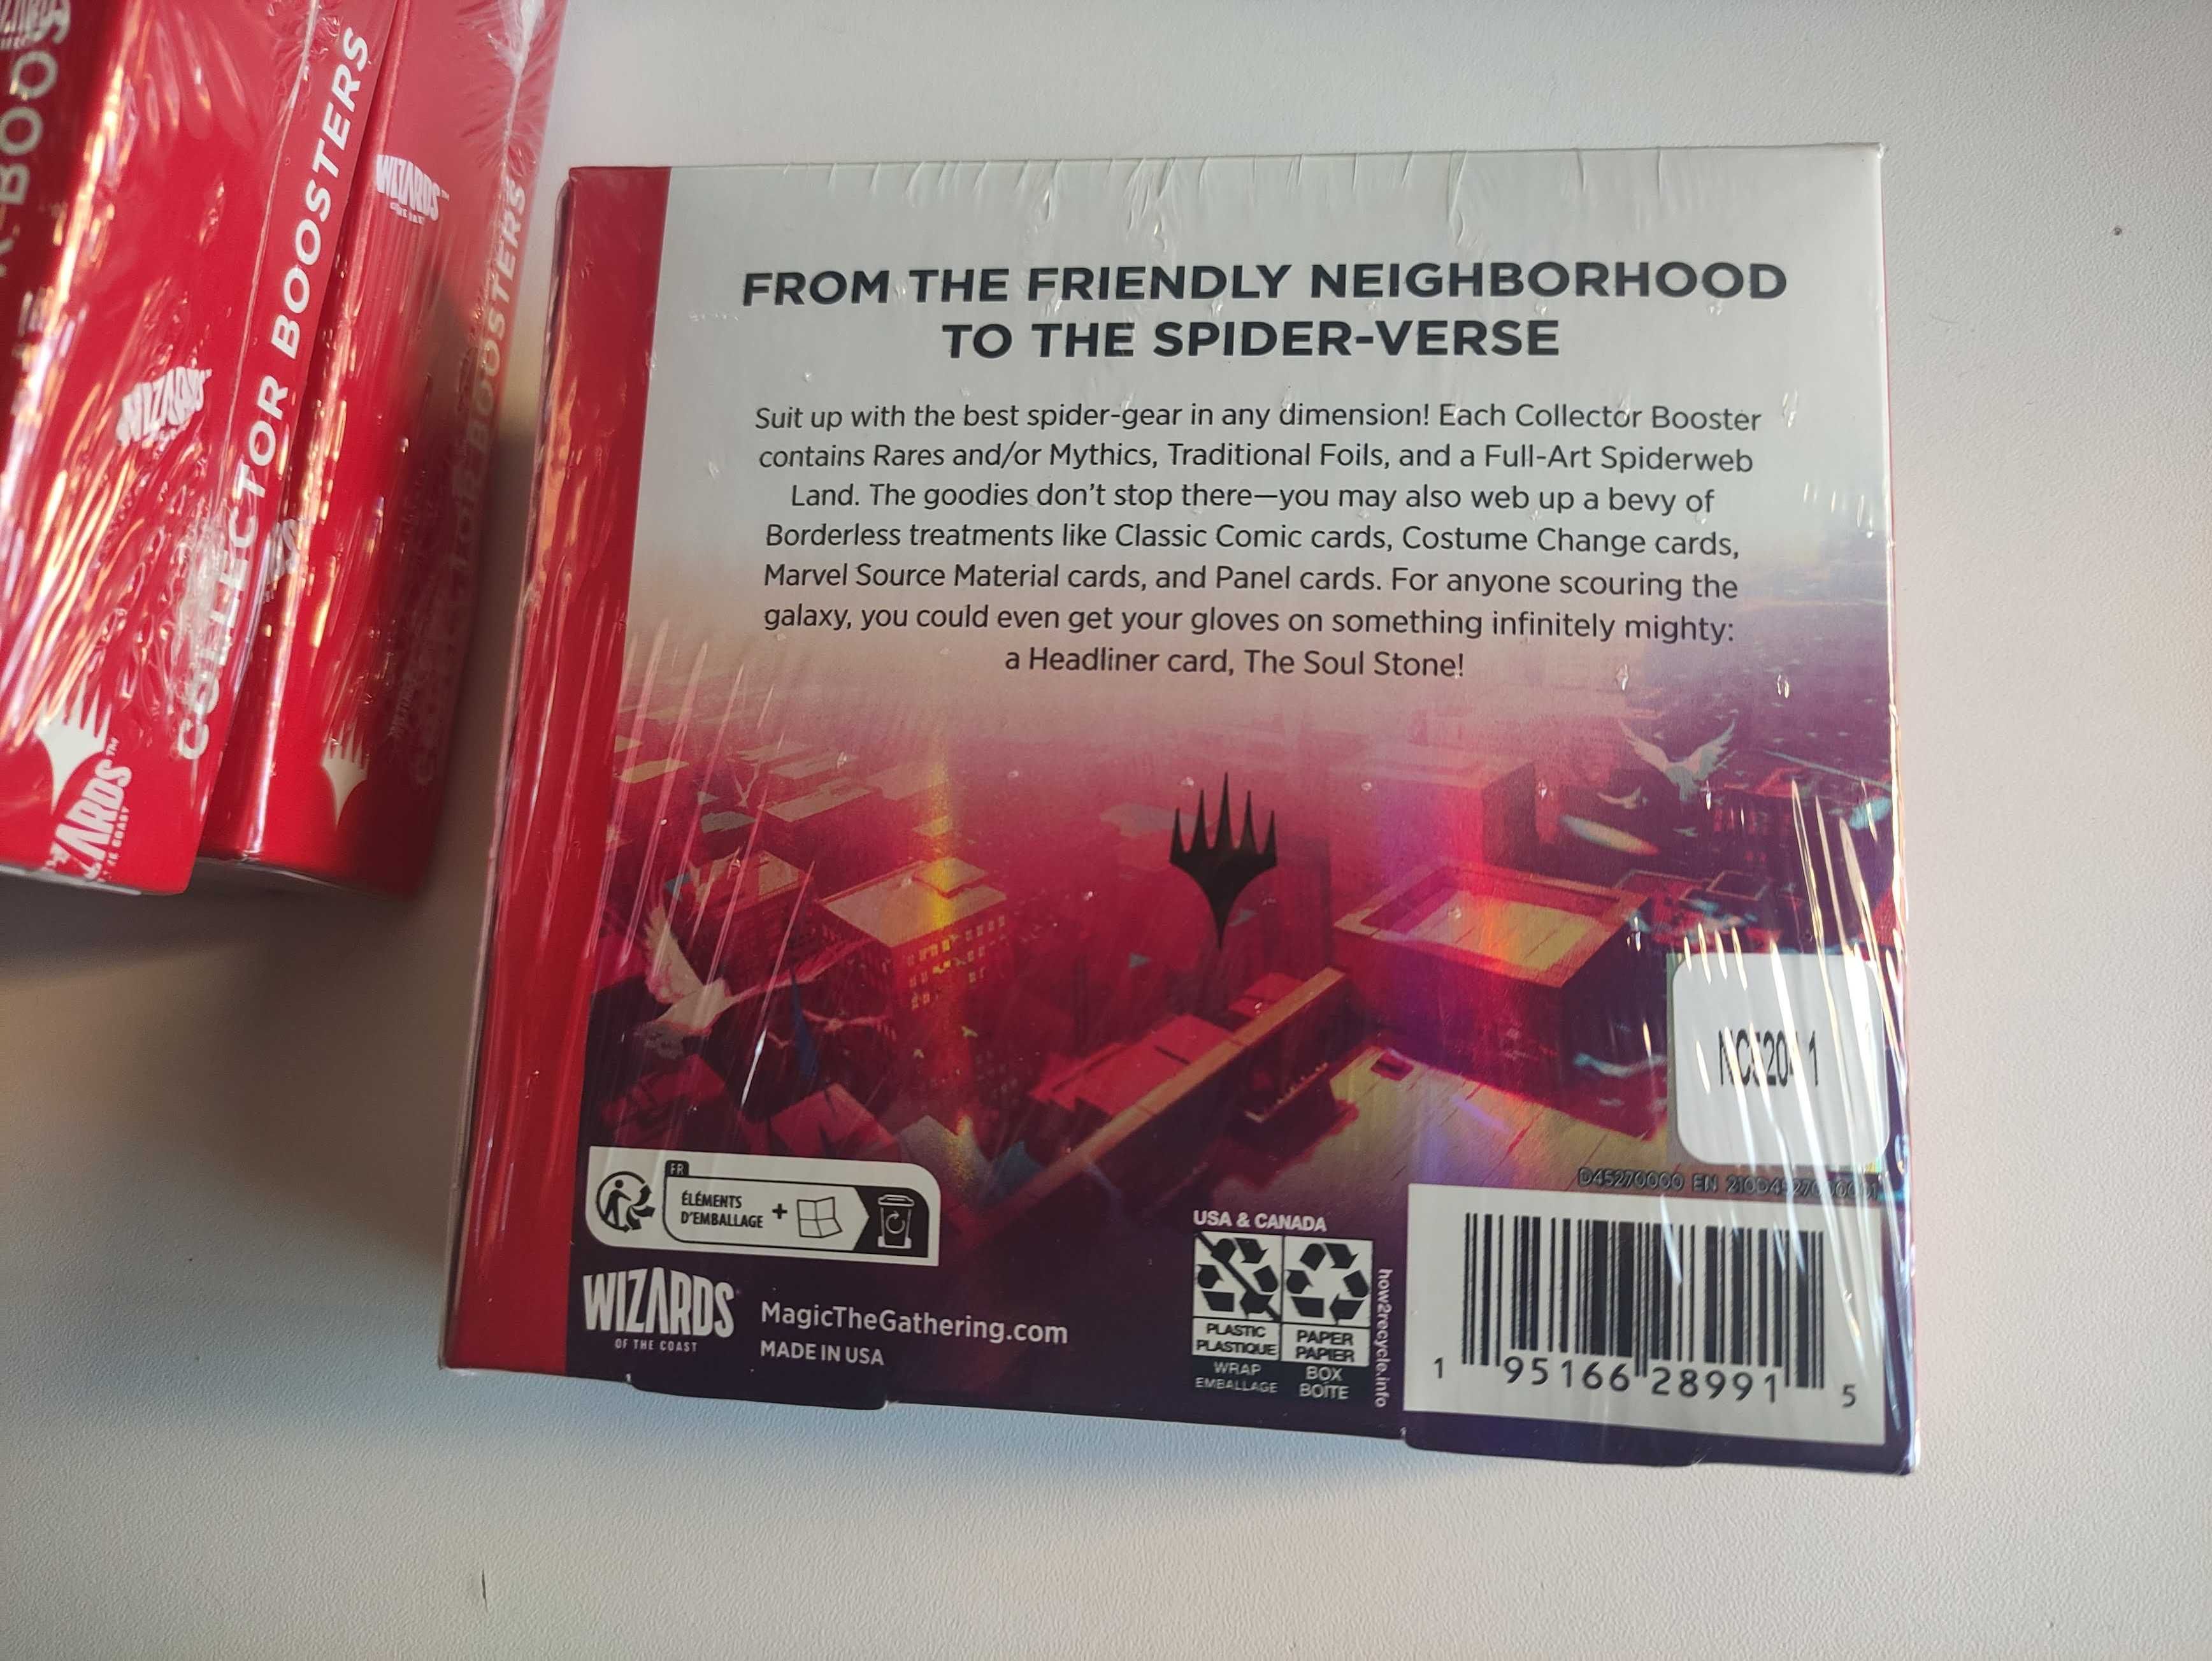 COLLECTOR BOOSTERS
WIZARDS
WIZARDS™
BOOSTERS
WIZARDS™
FROM THE FRIENDLY NEIGHBORHOOD
TO THE SPIDER-VERSE
Suit up with the best spider-gear in any dimension! Each Collector Booster
contains Rares and/or Mythics, Traditional Foils, and a Full-Art Spiderweb
Land. The goodies don't stop there—you may also web up a bevy of
Borderless treatments like Classic Comic cards, Costume Change cards,
Marvel Source Material cards, and Panel cards. For anyone scouring the
galaxy, you could even get your gloves on something infinitely mighty:
a Headliner card, The Soul Stone!
FR
ÉLÉMENTS
D'EMBALLAGE +
WIZARDS
OF THE COAST
MagicTheGathering.com
MADE IN USA
USA & CANADA
PLASTIC
PLASTIQUE
WRAP
EMBALLAGE
PAPER
PAPIER
BOX
BOÎTE
how2recycle.info
D45270000 EN
1 95166 28991 5